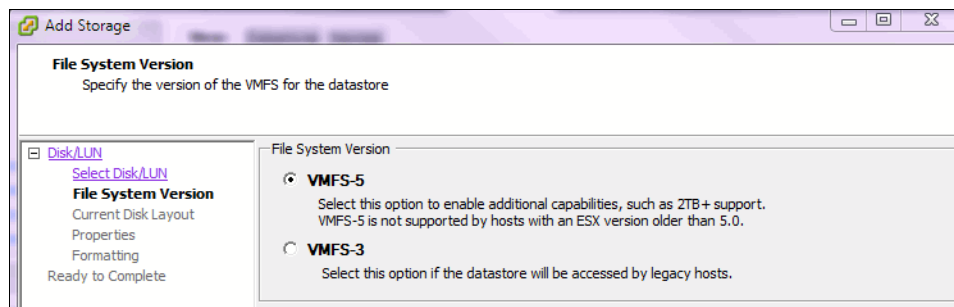 Add Storage
File System Version
Specify the version of the VMFS for the datastore
Disk/LUN
Select Disk/LUN
File System Version
Current Disk Layout
Properties
Formatting
Ready to Complete
File System Version
VMFS-5
Select this option to enable additional capabilities, such as 2TB+ support.
VMFS-5 is not supported by hosts with an ESX version older than 5.0.
VMFS-3
Select this option if the datastore will be accessed by legacy hosts.